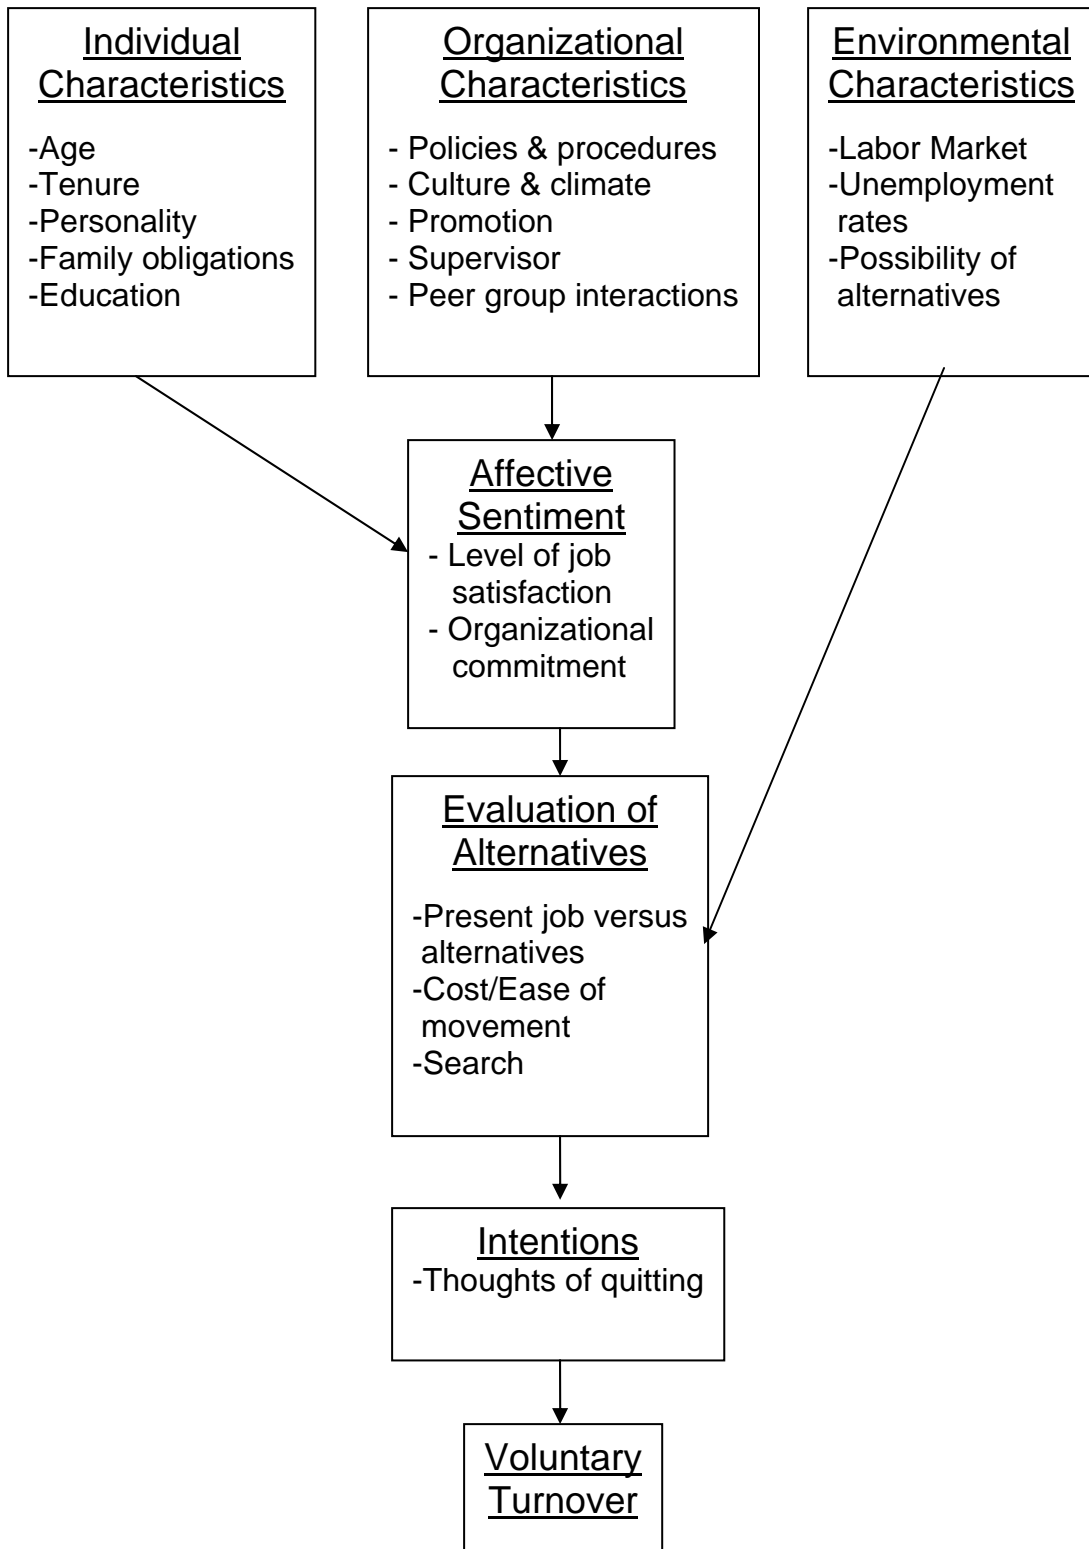 Individual
Characteristics
-Age
-Tenure
-Personality
-Family obligations
-Education
Organizational
Characteristics
- Policies & procedures
- Culture & climate
- Promotion
- Supervisor
- Peer group interactions
Environmental
Characteristics
-Labor Market
-Unemployment
rates
-Possibility of
alternatives
Affective
Sentiment
- Level of job
satisfaction
- Organizational
commitment
Evaluation of
Alternatives
-Present job versus
alternatives
-Cost/Ease of
movement
-Search
Intentions
-Thoughts of quitting
Voluntary
Turnover